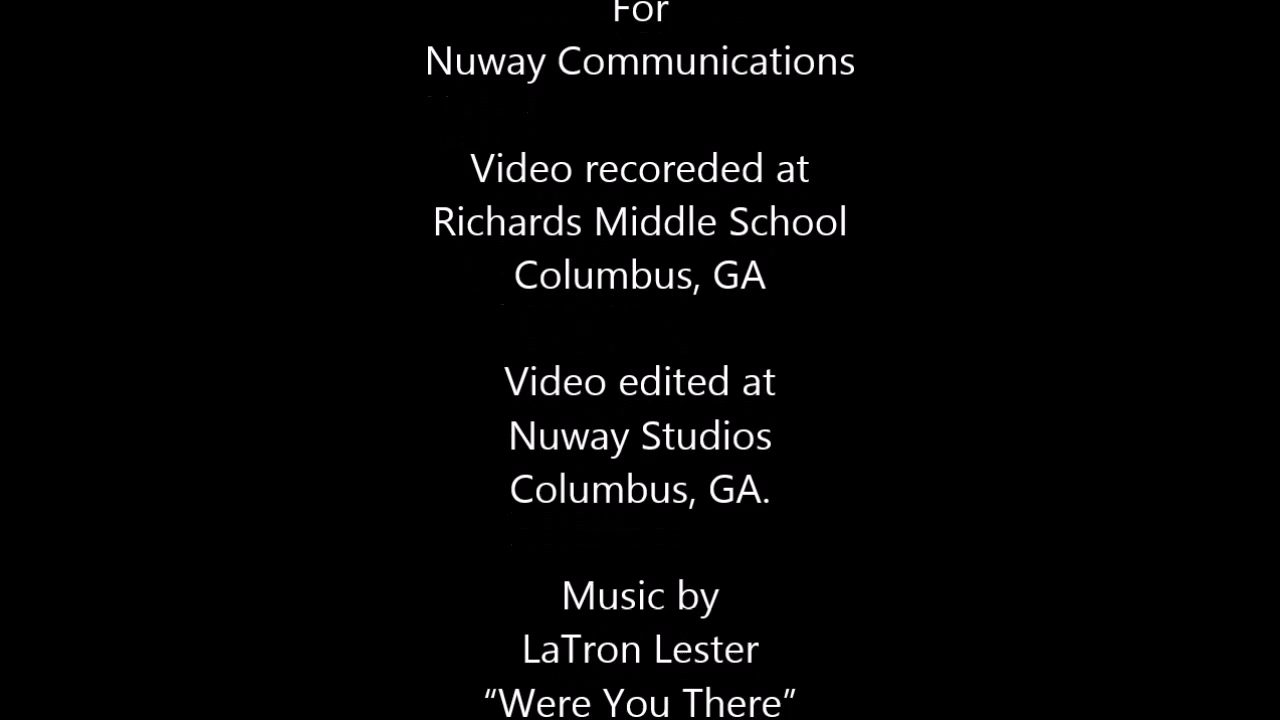 For
Nuway Communications
Video recoreded at
Richards Middle School
Columbus, GA
Video edited at
Nuway Studios
Columbus, GA.
Music by
LaTron Lester
“Were You There”